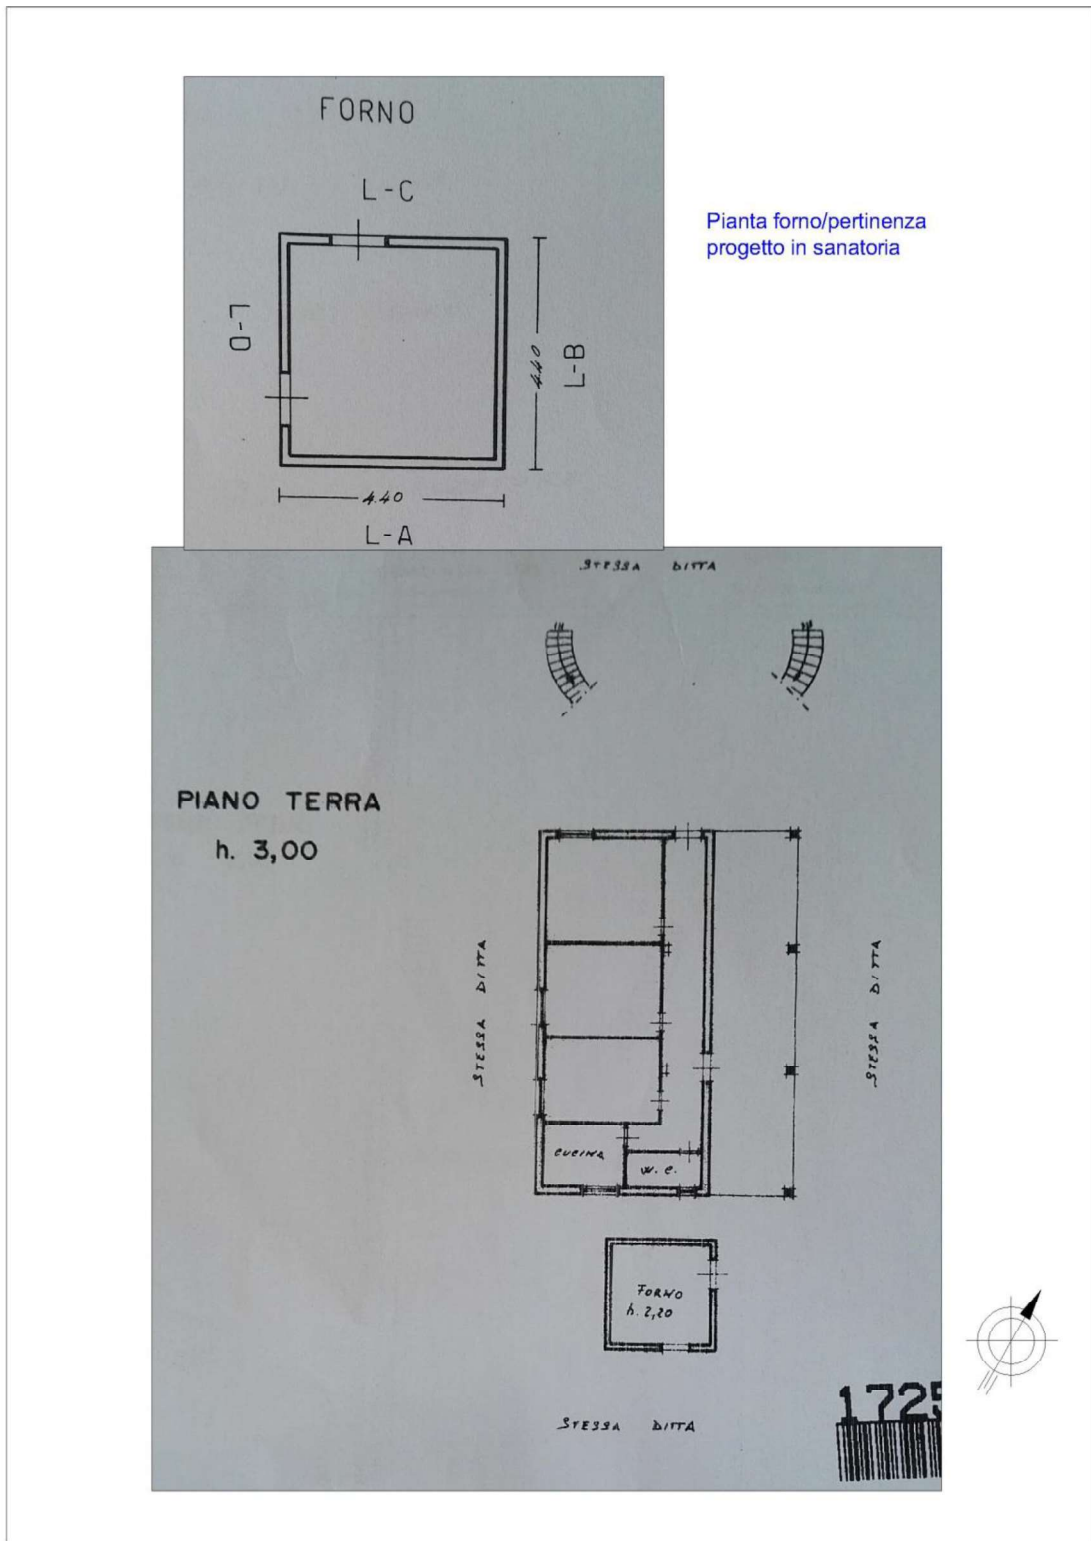 FORNO
L-C
Pianta forno/pertinenza
progetto in sanatoria
L-D
4.40
L-B
4.40
L-A
STESSA DITTA
PIANO TERRA
h. 3,00
STESSA DITTA
STESSA DITTA
CUCINA
W.C.
FORNO
h. 2,20
STESSA DITTA
1725